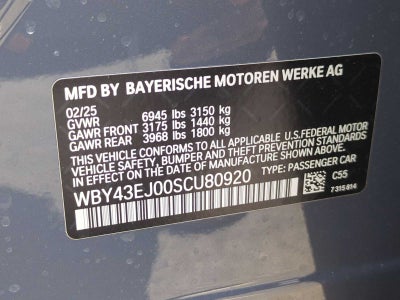 MFD BY BAYERISCHE MOTOREN WERKE AG
02/25
GVWR 6945 lbs 3150 kg
GAWR FRONT 3175 lbs 1440 kg
GAWR REAR 3968 lbs 1800 kg
THIS VEHICLE CONFORMS TO ALL APPLICABLE U.S.FEDERAL MOTOR
VEHICLE SAFETY, BUMPER AND THEFT PREVENTION STANDARDS
IN EFFECT ON THE DATE OF MANUFACTURE SHOWN ABOVE.
WBY43EJ00SCU80920 TYPE: PASSENGER CAR
C55
7 315 614